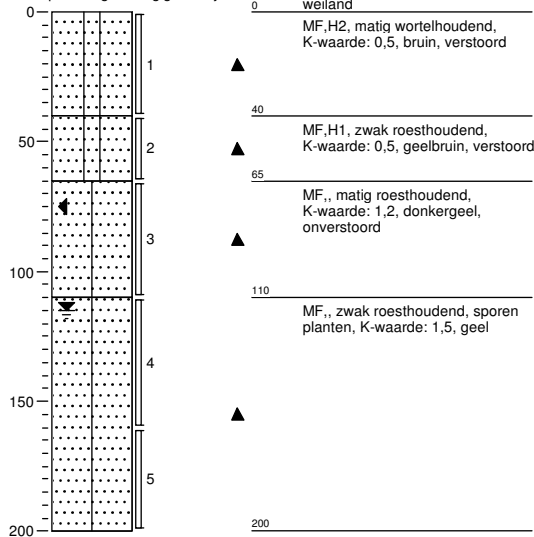 0
weiland
MF,H2, matig wortelhoudend,
K-waarde: 0,5, bruin, verstoord
40
MF,H1, zwak roesthoudend,
K-waarde: 0,5, geelbruin, verstoord
65
MF,, matig roesthoudend,
K-waarde: 1,2, donkergeel,
onverstoord
110
MF,, zwak roesthoudend, sporen
planten, K-waarde: 1,5, geel
200
0
50
100
150
200
1
2
3
4
5